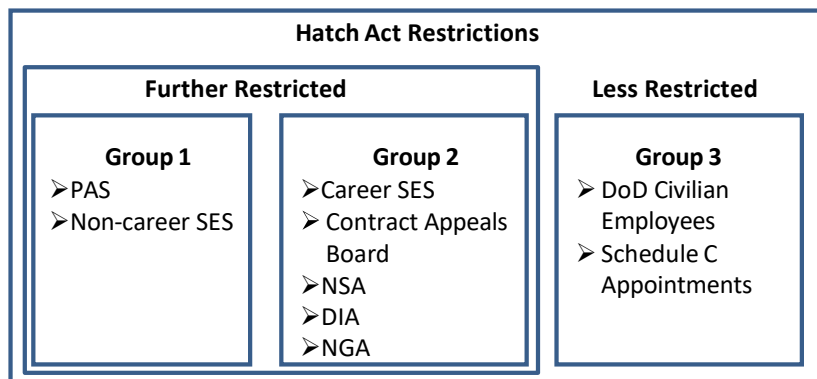 Hatch Act Restrictions
Further Restricted
Less Restricted
Group 1
➢PAS
➢Non-career SES
Group 2
➢Career SES
➢ Contract Appeals
Board
➢NSA
➢DIA
➢NGA
Group 3
➢ DoD Civilian
Employees
➢ Schedule C
Appointments